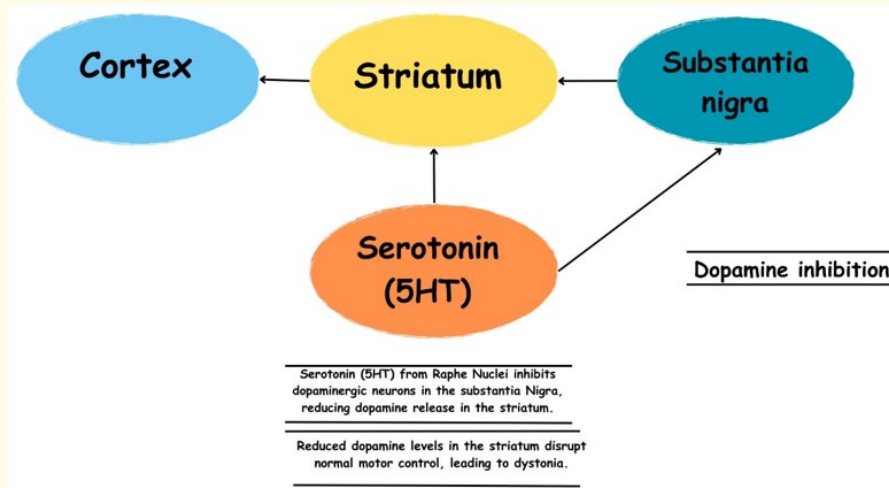 Cortex
Striatum
Substantia
nigra
Serotonin
(5HT)
Dopamine inhibition
Serotonin (5HT) from Raphe Nuclei inhibits
dopaminergic neurons in the substantia Nigra,
reducing dopamine release in the striatum.
Reduced dopamine levels in the striatum disrupt
normal motor control, leading to dystonia.